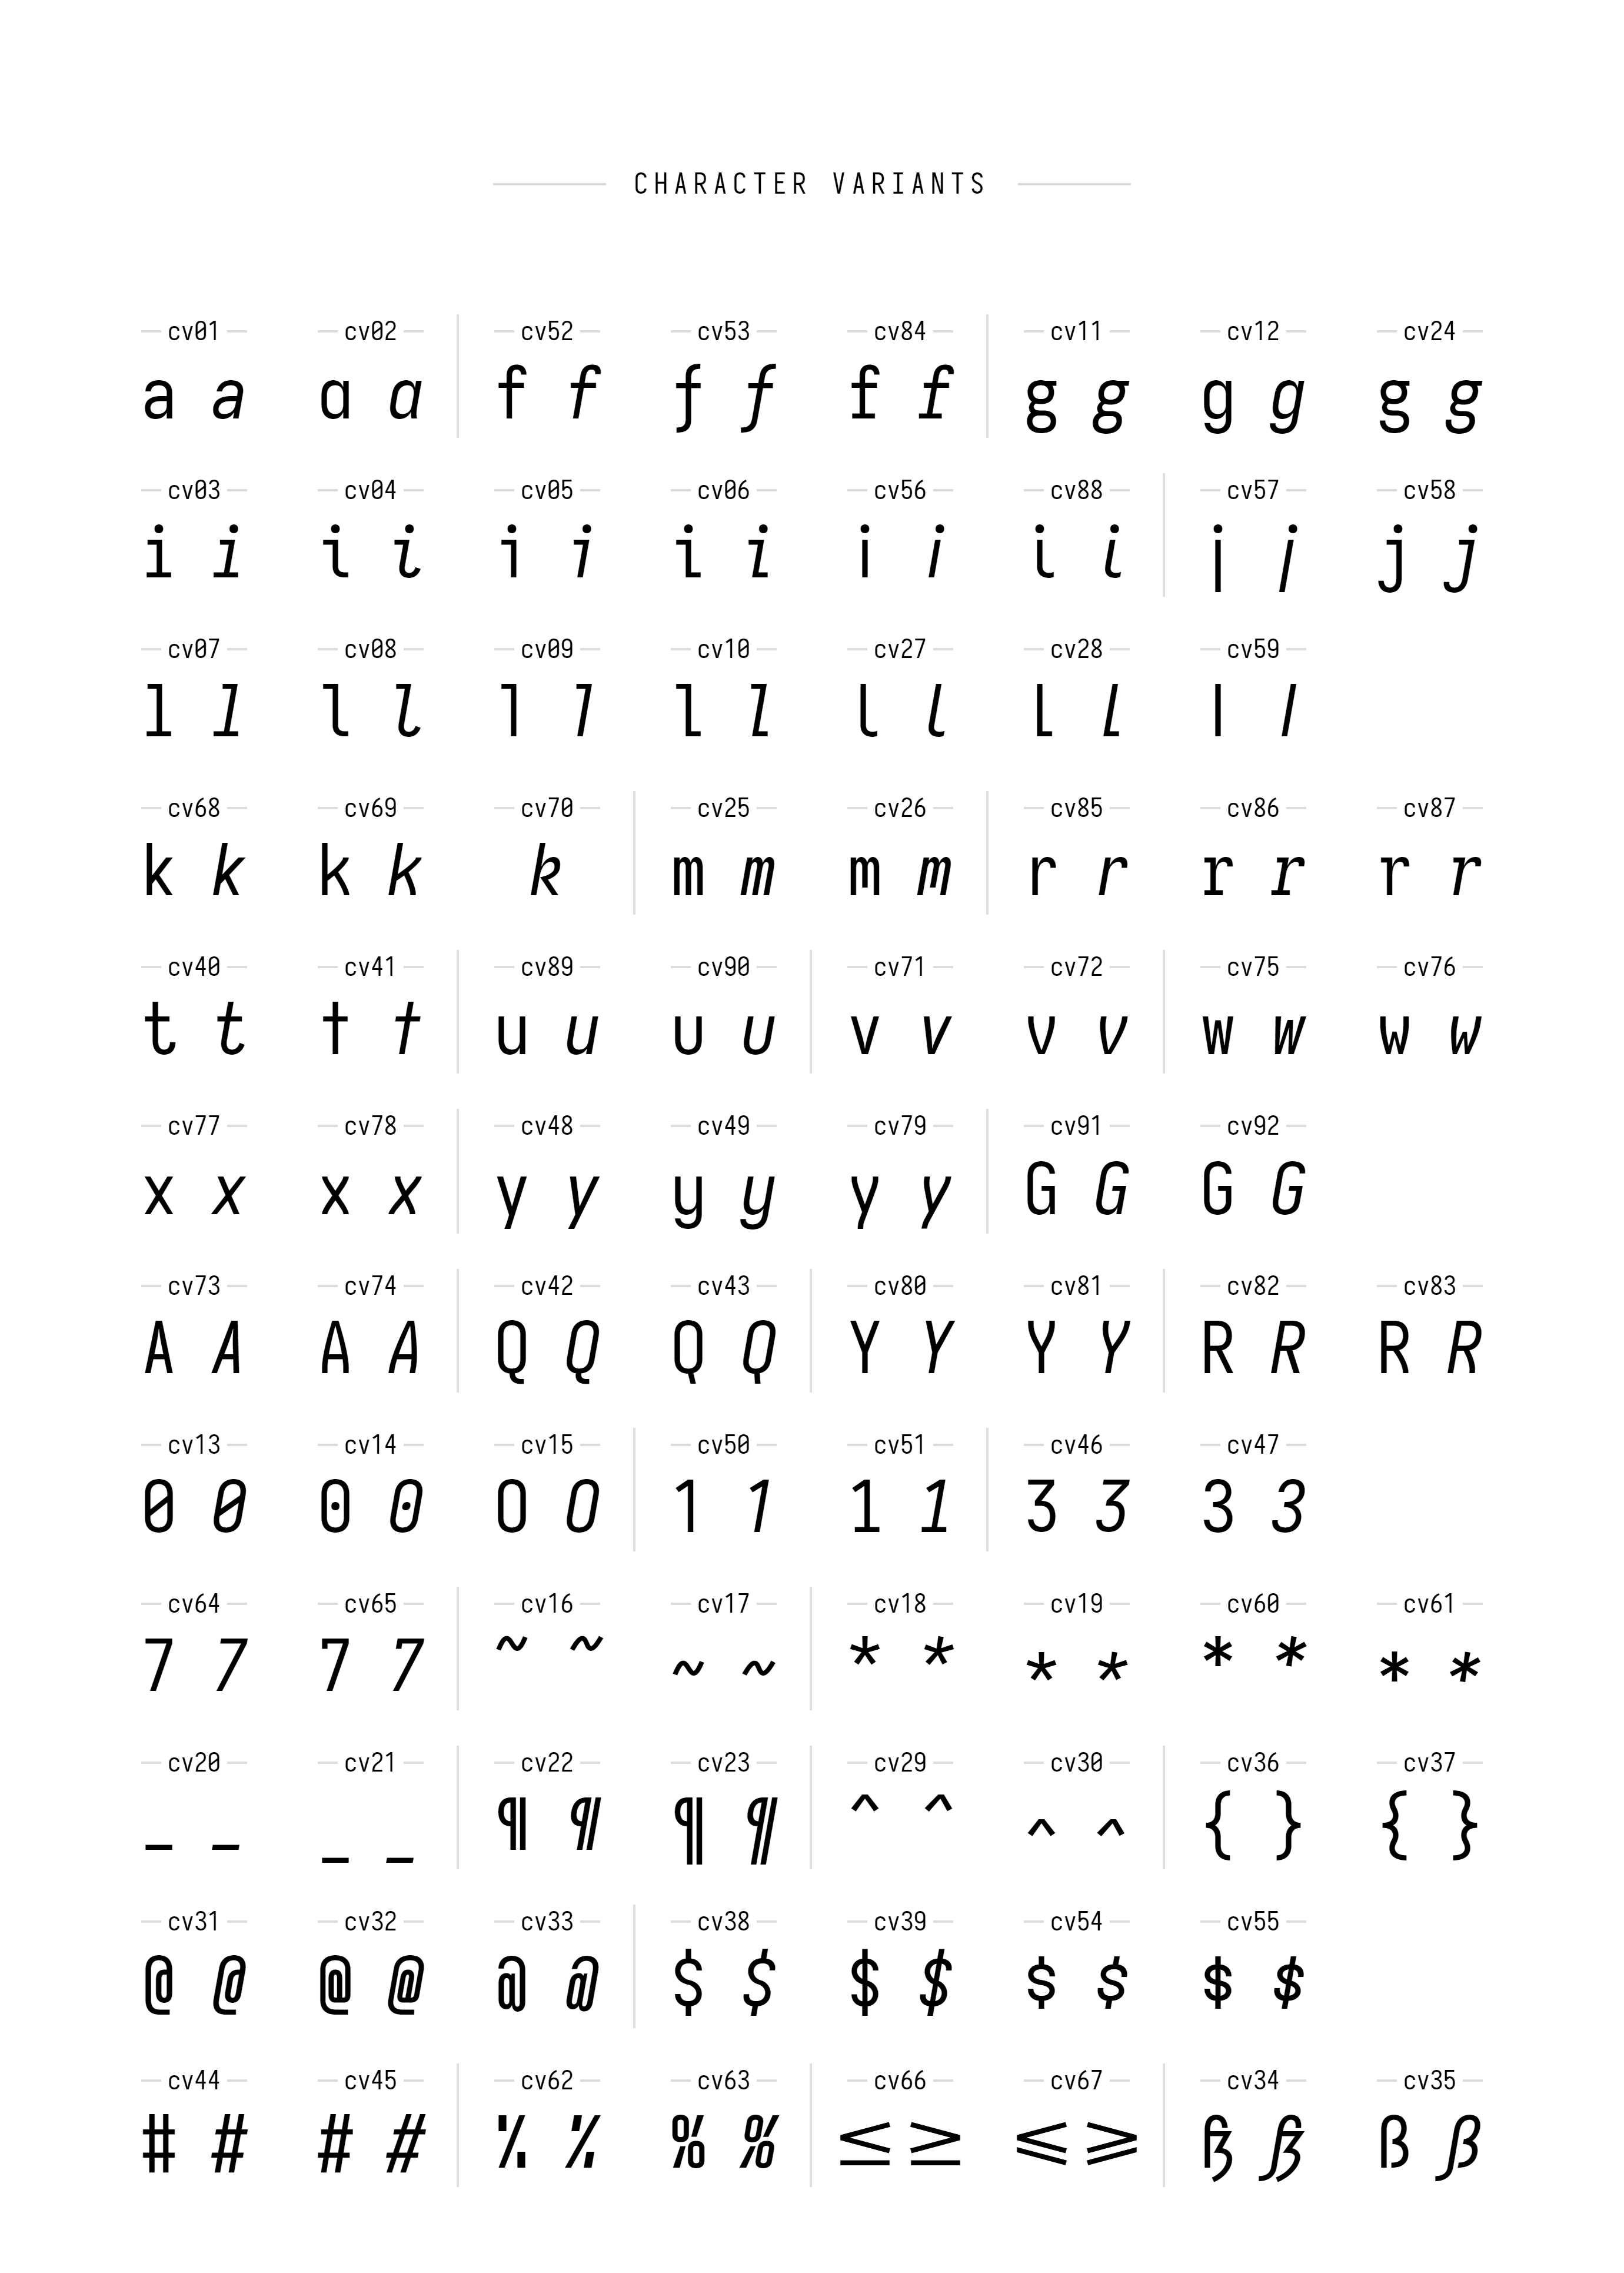 CHARACTER VARIANTS
cv01 cv02 cv52 cv53 cv84 cv11 cv12 cv24
a a a a f f f f f f g g g g g g
cv03 cv04 cv05 cv06 cv56 cv88 cv57 cv58
i i i i i i i i i i i i j j j j
cv07 cv08 cv09 cv10 cv27 cv28 cv59
l l l l l l l l l l l l l l
cv68 cv69 cv70 cv25 cv26 cv85 cv86 cv87
k k k k k m m m m r r r r r r
cv40 cv41 cv89 cv90 cv71 cv72 cv75 cv76
t t t t u u u u v v v v w w w w
cv77 cv78 cv48 cv49 cv79 cv91 cv92
x x x x y y y y y y G G G G
cv73 cv74 cv42 cv43 cv80 cv81 cv82 cv83
A A A A Q Q Q Q Y Y Y Y R R R R
cv13 cv14 cv15 cv50 cv51 cv46 cv47
0 0 0 0 0 0 1 1 1 1 3 3 3 3
cv64 cv65 cv16 cv17 cv18 cv19 cv60 cv61
7 7 7 7 ~ ~ ~ ~ * * * * * * * *
cv20 cv21 cv22 cv23 cv29 cv30 cv36 cv37
_ _ _ _ ¶ ¶ ¶ ¶ ^ ^ ^ ^ { } { }
cv31 cv32 cv33 cv38 cv39 cv54 cv55
@ @ @ @ @ @ $ $ $ $ $ $ $ $
cv44 cv45 cv62 cv63 cv66 cv67 cv34 cv35
# # # # % % % % ≤ ≥ ⩽ ⩾ ß ß ß ß